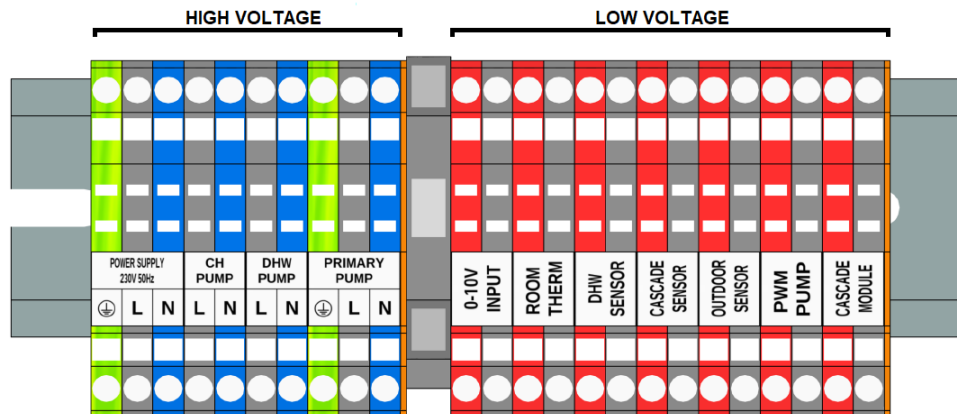 HIGH VOLTAGE
LOW VOLTAGE
POWER SUPPLY
230V 50Hz
CH
PUMP
DHW
PUMP
PRIMARY
PUMP
L
N
L
N
L
N
L
N
0-10V
INPUT
ROOM
THERM
DHW
SENSOR
CASCADE
SENSOR
OUTDOOR
SENSOR
PWM
PUMP
CASCADE
MODULE